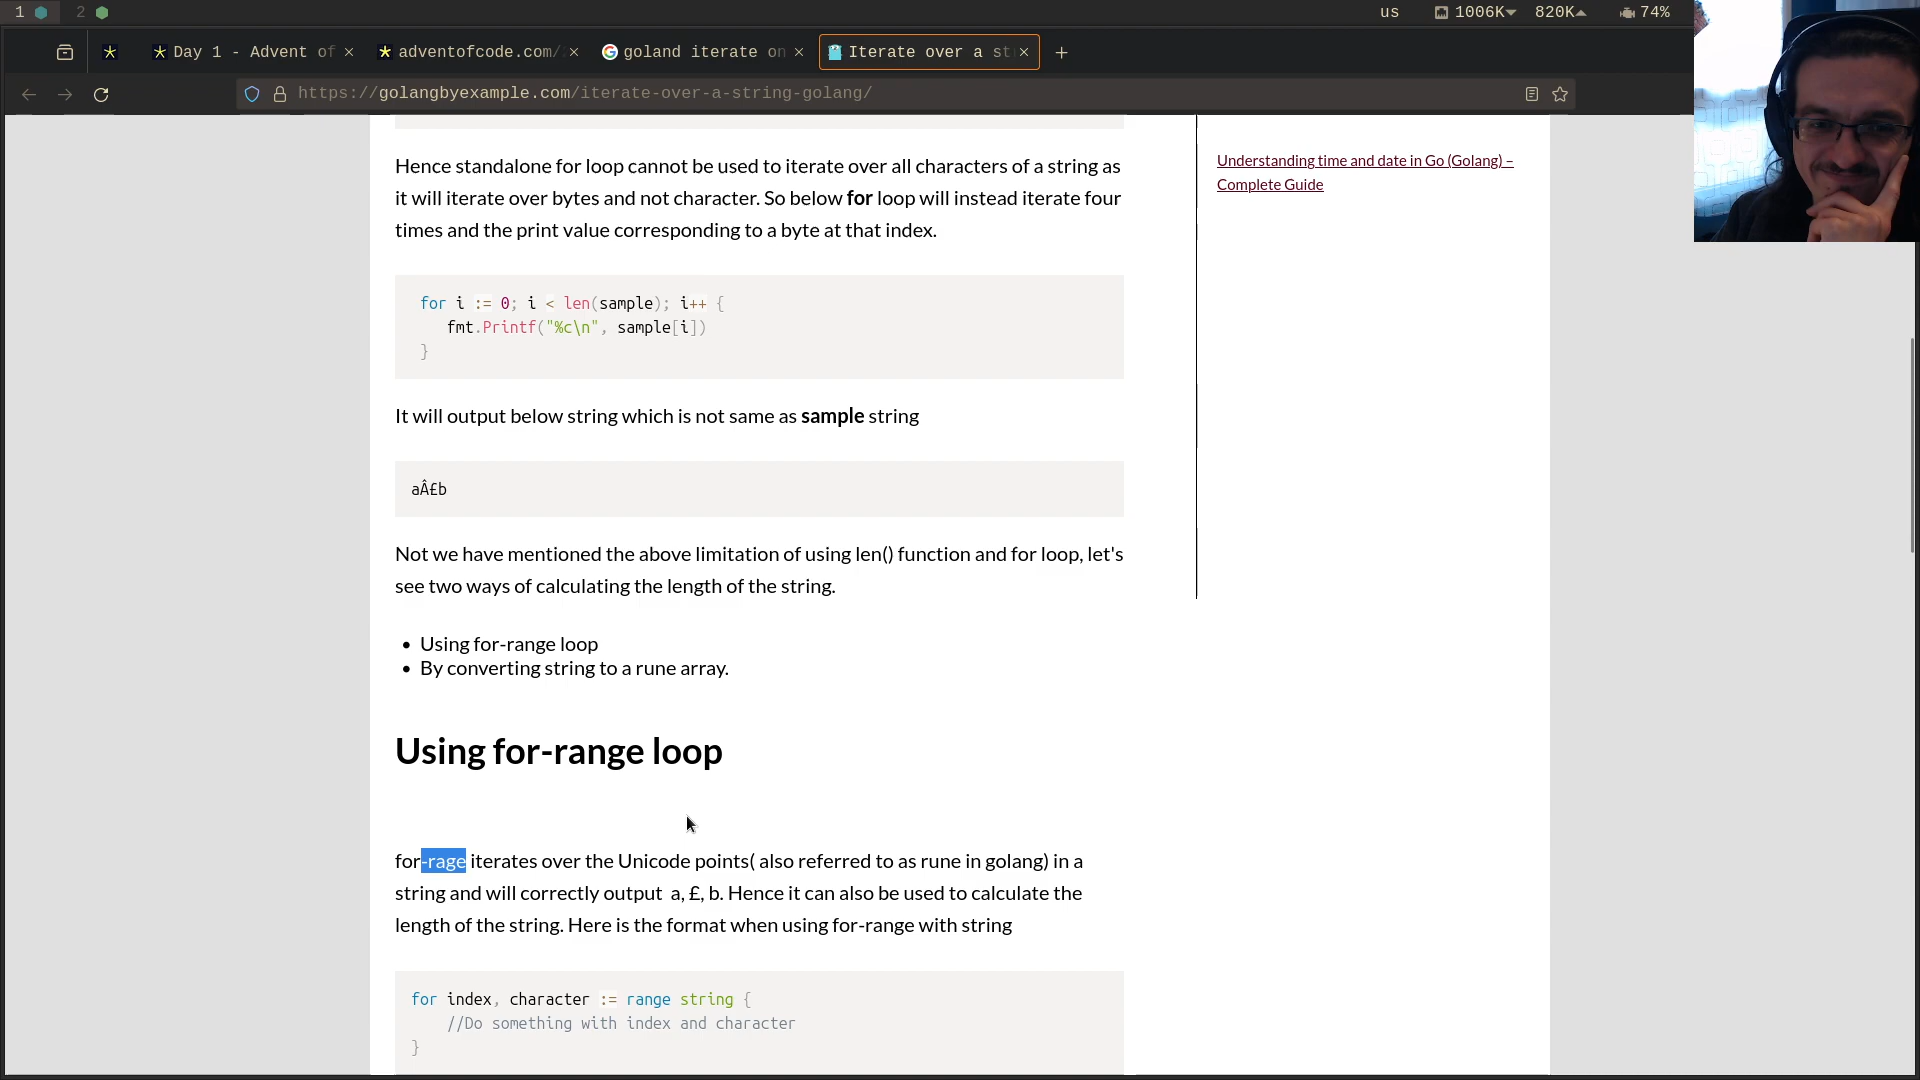 1 2 us 1006K 820K 74%
Day 1 - Advent of adventofcode.com/ goland iterate on Iterate over a st
https://golangbyexample.com/iterate-over-a-string-golang/
Hence standalone for loop cannot be used to iterate over all characters of a string as
it will iterate over bytes and not character. So below for loop will instead iterate four
times and the print value corresponding to a byte at that index.
for i := 0; i < len(sample); i++ {
fmt.Printf("%c\n", sample[i])
}
It will output below string which is not same as sample string
aÂ£b
Not we have mentioned the above limitation of using len() function and for loop, let's
see two ways of calculating the length of the string.
• Using for-range loop
• By converting string to a rune array.
Using for-range loop
for-rage iterates over the Unicode points( also referred to as rune in golang) in a
string and will correctly output  a, £, b. Hence it can also be used to calculate the
length of the string. Here is the format when using for-range with string
for index, character := range string {
//Do something with index and character
}
Understanding time and date in Go (Golang) –
Complete Guide